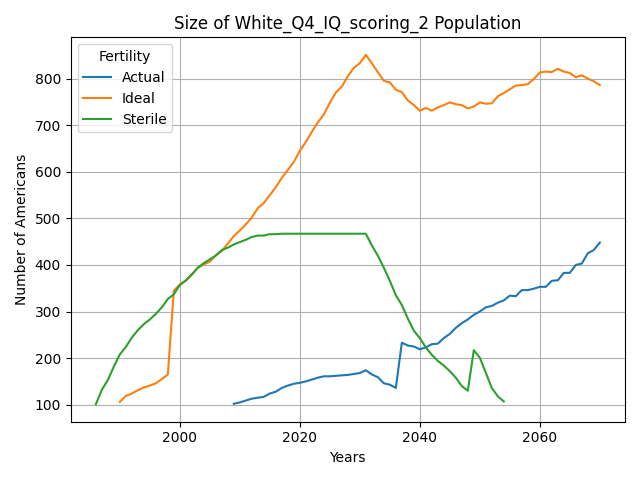 Size of White_Q4_IQ_scoring_2 Population
Fertility
Actual
Ideal
Sterile
Number of Americans
800
700
600
500
400
300
200
100
2000
2020
2040
2060
Years